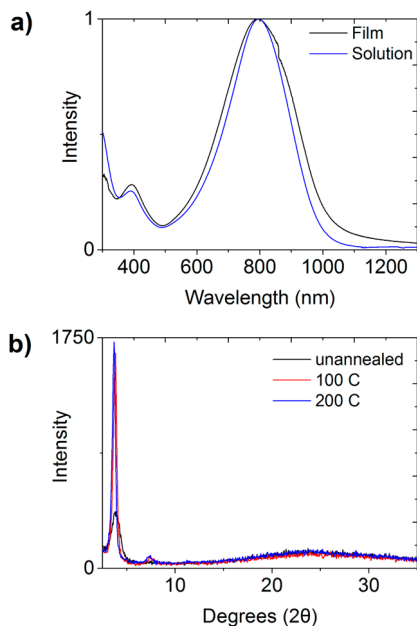 a)
1
Film
Solution
Intensity
0
400 600 800 1000 1200
Wavelength (nm)
b)
1750
unannealed
100 C
200 C
Intensity
0
10 20 30
Degrees (2θ)